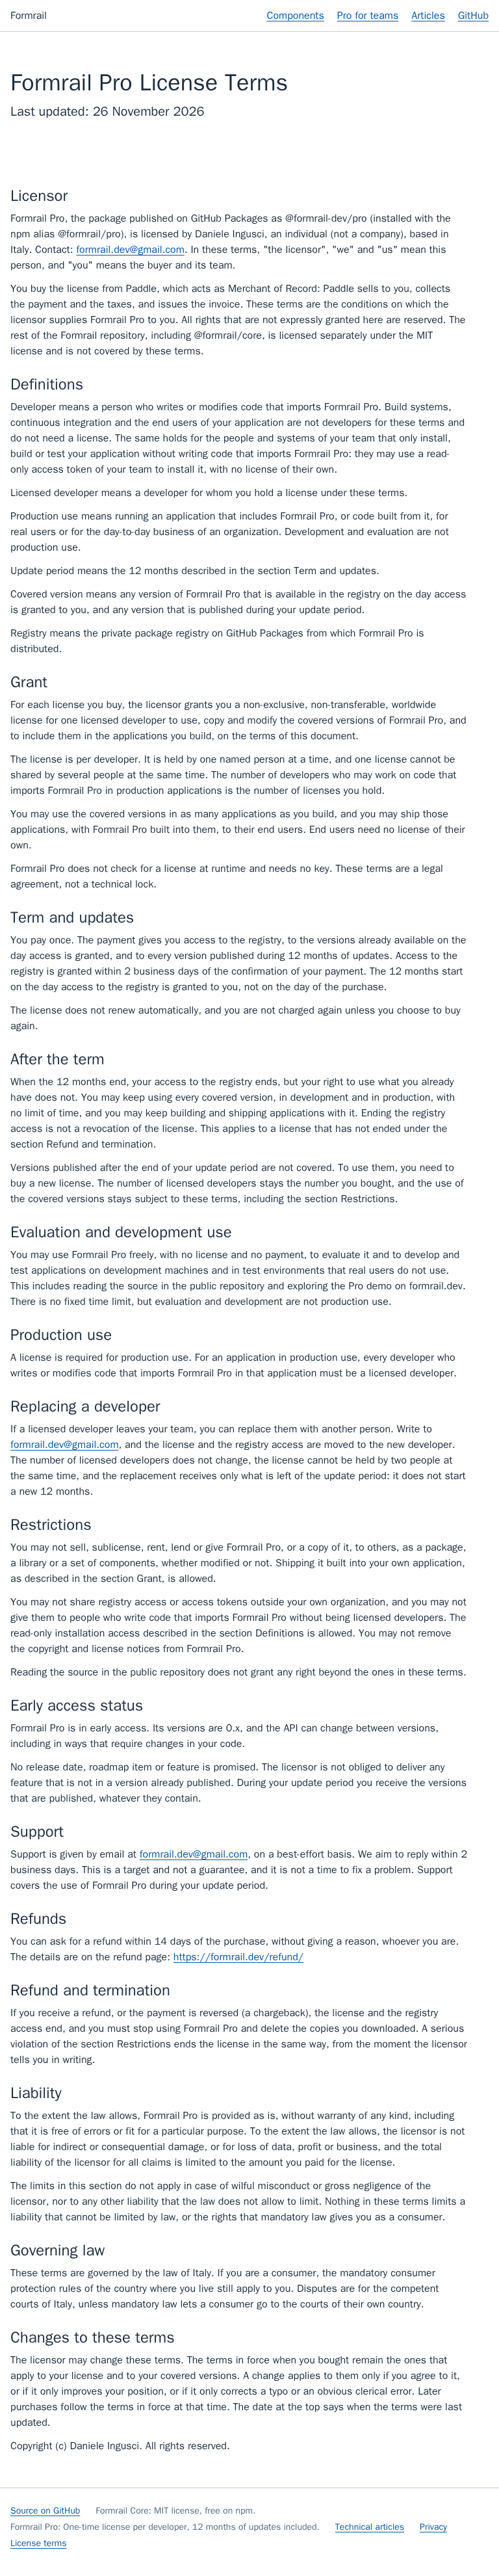 Formrail
Components
Pro for teams
Articles
GitHub
Formrail Pro License Terms
Last updated: 26 November 2026
Licensor
Formrail Pro, the package published on GitHub Packages as @formrail-dev/pro (installed with the
npm alias @formrail/pro), is licensed by Daniele Ingusci, an individual (not a company), based in
Italy. Contact: formrail.dev@gmail.com. In these terms, "the licensor", "we" and "us" mean this
person, and "you" means the buyer and its team.
You buy the license from Paddle, which acts as Merchant of Record: Paddle sells to you, collects
the payment and the taxes, and issues the invoice. These terms are the conditions on which the
licensor supplies Formrail Pro to you. All rights that are not expressly granted here are reserved. The
rest of the Formrail repository, including @formrail/core, is licensed separately under the MIT
license and is not covered by these terms.
Definitions
Developer means a person who writes or modifies code that imports Formrail Pro. Build systems,
continuous integration and the end users of your application are not developers for these terms and
do not need a license. The same holds for the people and systems of your team that only install,
build or test your application without writing code that imports Formrail Pro: they may use a read-
only access token of your team to install it, with no license of their own.
Licensed developer means a developer for whom you hold a license under these terms.
Production use means running an application that includes Formrail Pro, or code built from it, for
real users or for the day-to-day business of an organization. Development and evaluation are not
production use.
Update period means the 12 months described in the section Term and updates.
Covered version means any version of Formrail Pro that is available in the registry on the day access
is granted to you, and any version that is published during your update period.
Registry means the private package registry on GitHub Packages from which Formrail Pro is
distributed.
Grant
For each license you buy, the licensor grants you a non-exclusive, non-transferable, worldwide
license for one licensed developer to use, copy and modify the covered versions of Formrail Pro, and
to include them in the applications you build, on the terms of this document.
The license is per developer. It is held by one named person at a time, and one license cannot be
shared by several people at the same time. The number of developers who may work on code that
imports Formrail Pro in production applications is the number of licenses you hold.
You may use the covered versions in as many applications as you build, and you may ship those
applications, with Formrail Pro built into them, to their end users. End users need no license of their
own.
Formrail Pro does not check for a license at runtime and needs no key. These terms are a legal
agreement, not a technical lock.
Term and updates
You pay once. The payment gives you access to the registry, to the versions already available on the
day access is granted, and to every version published during 12 months of updates. Access to the
registry is granted within 2 business days of the confirmation of your payment. The 12 months start
on the day access to the registry is granted to you, not on the day of the purchase.
The license does not renew automatically, and you are not charged again unless you choose to buy
again.
After the term
When the 12 months end, your access to the registry ends, but your right to use what you already
have does not. You may keep using every covered version, in development and in production, with
no limit of time, and you may keep building and shipping applications with it. Ending the registry
access is not a revocation of the license. This applies to a license that has not ended under the
section Refund and termination.
Versions published after the end of your update period are not covered. To use them, you need to
buy a new license. The number of licensed developers stays the number you bought, and the use of
the covered versions stays subject to these terms, including the section Restrictions.
Evaluation and development use
You may use Formrail Pro freely, with no license and no payment, to evaluate it and to develop and
test applications on development machines and in test environments that real users do not use.
This includes reading the source in the public repository and exploring the Pro demo on formrail.dev.
There is no fixed time limit, but evaluation and development are not production use.
Production use
A license is required for production use. For an application in production use, every developer who
writes or modifies code that imports Formrail Pro in that application must be a licensed developer.
Replacing a developer
If a licensed developer leaves your team, you can replace them with another person. Write to
formrail.dev@gmail.com, and the license and the registry access are moved to the new developer.
The number of licensed developers does not change, the license cannot be held by two people at
the same time, and the replacement receives only what is left of the update period: it does not start
a new 12 months.
Restrictions
You may not sell, sublicense, rent, lend or give Formrail Pro, or a copy of it, to others, as a package,
a library or a set of components, whether modified or not. Shipping it built into your own application,
as described in the section Grant, is allowed.
You may not share registry access or access tokens outside your own organization, and you may not
give them to people who write code that imports Formrail Pro without being licensed developers. The
read-only installation access described in the section Definitions is allowed. You may not remove
the copyright and license notices from Formrail Pro.
Reading the source in the public repository does not grant any right beyond the ones in these terms.
Early access status
Formrail Pro is in early access. Its versions are 0.x, and the API can change between versions,
including in ways that require changes in your code.
No release date, roadmap item or feature is promised. The licensor is not obliged to deliver any
feature that is not in a version already published. During your update period you receive the versions
that are published, whatever they contain.
Support
Support is given by email at formrail.dev@gmail.com, on a best-effort basis. We aim to reply within 2
business days. This is a target and not a guarantee, and it is not a time to fix a problem. Support
covers the use of Formrail Pro during your update period.
Refunds
You can ask for a refund within 14 days of the purchase, without giving a reason, whoever you are.
The details are on the refund page: https://formrail.dev/refund/
Refund and termination
If you receive a refund, or the payment is reversed (a chargeback), the license and the registry
access end, and you must stop using Formrail Pro and delete the copies you downloaded. A serious
violation of the section Restrictions ends the license in the same way, from the moment the licensor
tells you in writing.
Liability
To the extent the law allows, Formrail Pro is provided as is, without warranty of any kind, including
that it is free of errors or fit for a particular purpose. To the extent the law allows, the licensor is not
liable for indirect or consequential damage, or for loss of data, profit or business, and the total
liability of the licensor for all claims is limited to the amount you paid for the license.
The limits in this section do not apply in case of wilful misconduct or gross negligence of the
licensor, nor to any other liability that the law does not allow to limit. Nothing in these terms limits a
liability that cannot be limited by law, or the rights that mandatory law gives you as a consumer.
Governing law
These terms are governed by the law of Italy. If you are a consumer, the mandatory consumer
protection rules of the country where you live still apply to you. Disputes are for the competent
courts of Italy, unless mandatory law lets a consumer go to the courts of their own country.
Changes to these terms
The licensor may change these terms. The terms in force when you bought remain the ones that
apply to your license and to your covered versions. A change applies to them only if you agree to it,
or if it only improves your position, or if it only corrects a typo or an obvious clerical error. Later
purchases follow the terms in force at that time. The date at the top says when the terms were last
updated.
Copyright (c) Daniele Ingusci. All rights reserved.
Source on GitHub
Formrail Core: MIT license, free on npm.
Formrail Pro: One-time license per developer, 12 months of updates included.
Technical articles
Privacy
License terms